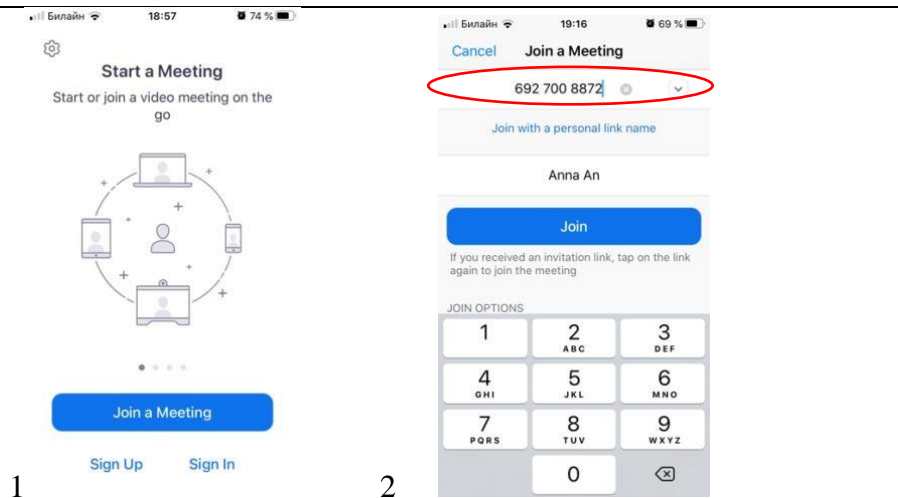 Билайн 18:57 74 %
Start a Meeting
Start or join a video meeting on the
go
Join a Meeting
Sign Up Sign In
1
Билайн 19:16 69 %
Cancel Join a Meeting
692 700 8872
Join with a personal link name
Anna An
Join
If you received an invitation link, tap on the link
again to join the meeting
JOIN OPTIONS
1 2 3
ABC DEF
4 5 6
GHI JKL MNO
7 8 9
PQRS TUV WXYZ
0
2